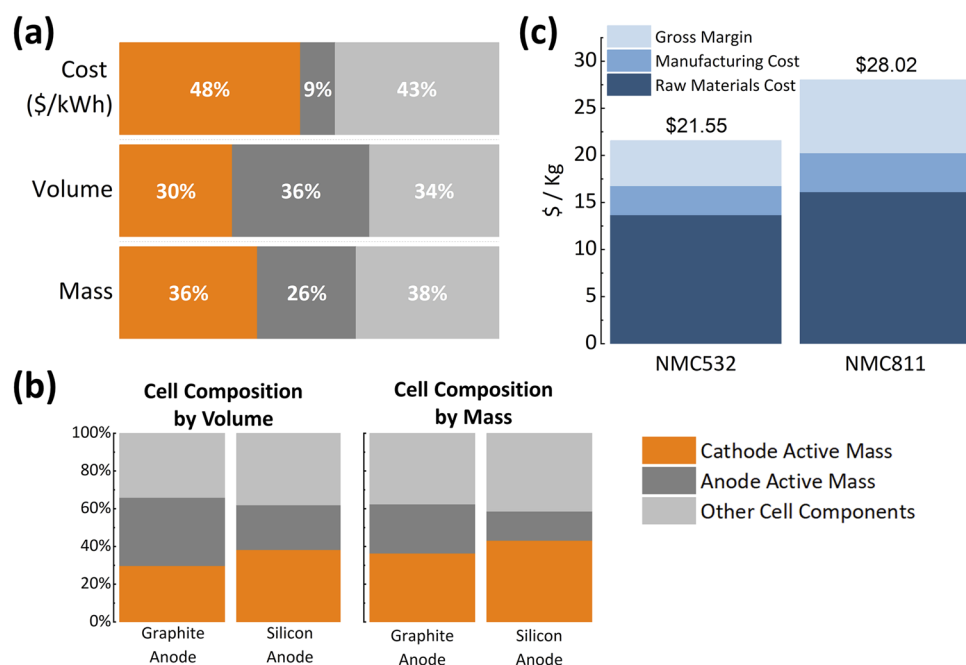 (a)
Cost
($/kWh)
48%
9%
43%
Volume
30%
36%
34%
Mass
36%
26%
38%
(c)
Gross Margin
Manufacturing Cost
Raw Materials Cost
$21.55
$28.02
$ / Kg
30
25
20
15
10
5
0
NMC532
NMC811
(b)
Cell Composition
by Volume
Cell Composition
by Mass
100%
80%
60%
40%
20%
0%
Graphite
Anode
Silicon
Anode
Graphite
Anode
Silicon
Anode
Cathode Active Mass
Anode Active Mass
Other Cell Components